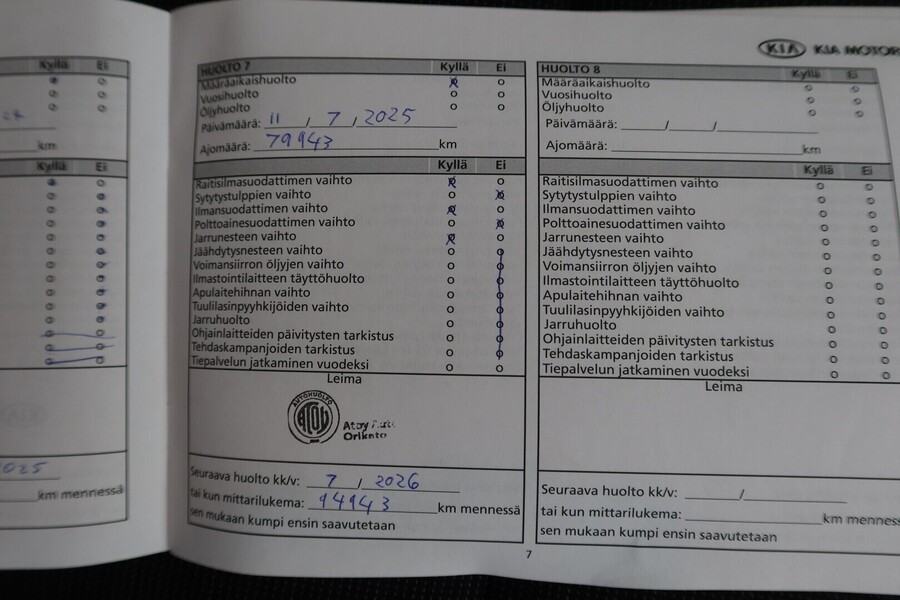 Kyllä Ei
km
Kyllä Ei
2025
km mennessä
HUOLTO 7 Kyllä Ei
Määräaikaishuolto
Vuosihuolto
Öljyhuolto
Päivämäärä: 11 / 7 / 2025
Ajomäärä: 79943 km
Kyllä Ei
Raitisilmasuodattimen vaihto
Sytytystulppien vaihto
Ilmansuodattimen vaihto
Polttoainesuodattimen vaihto
Jarrunesteen vaihto
Jäähdytysnesteen vaihto
Voimansiirron öljyjen vaihto
Ilmastointilaitteen täyttöhuolto
Apulaitehihnan vaihto
Tuulilasinpyyhkijöiden vaihto
Jarruhuolto
Ohjainlaitteiden päivitysten tarkistus
Tehdaskampanjoiden tarkistus
Tiepalvelun jatkaminen vuodeksi
Leima
AUTOHUOLTO
ATOY
Atoy
Seuraava huolto kk/v: 7 / 2026
tai kun mittarilukema: 94943 km mennessä
sen mukaan kumpi ensin saavutetaan
7
KIA KIA MOTOR
HUOLTO 8 Kyllä Ei
Määräaikaishuolto
Vuosihuolto
Öljyhuolto
Päivämäärä: / /
Ajomäärä: km
Kyllä Ei
Raitisilmasuodattimen vaihto
Sytytystulppien vaihto
Ilmansuodattimen vaihto
Polttoainesuodattimen vaihto
Jarrunesteen vaihto
Jäähdytysnesteen vaihto
Voimansiirron öljyjen vaihto
Ilmastointilaitteen täyttöhuolto
Apulaitehihnan vaihto
Tuulilasinpyyhkijöiden vaihto
Jarruhuolto
Ohjainlaitteiden päivitysten tarkistus
Tehdaskampanjoiden tarkistus
Tiepalvelun jatkaminen vuodeksi
Leima
Seuraava huolto kk/v: /
tai kun mittarilukema: km menness
sen mukaan kumpi ensin saavutetaan